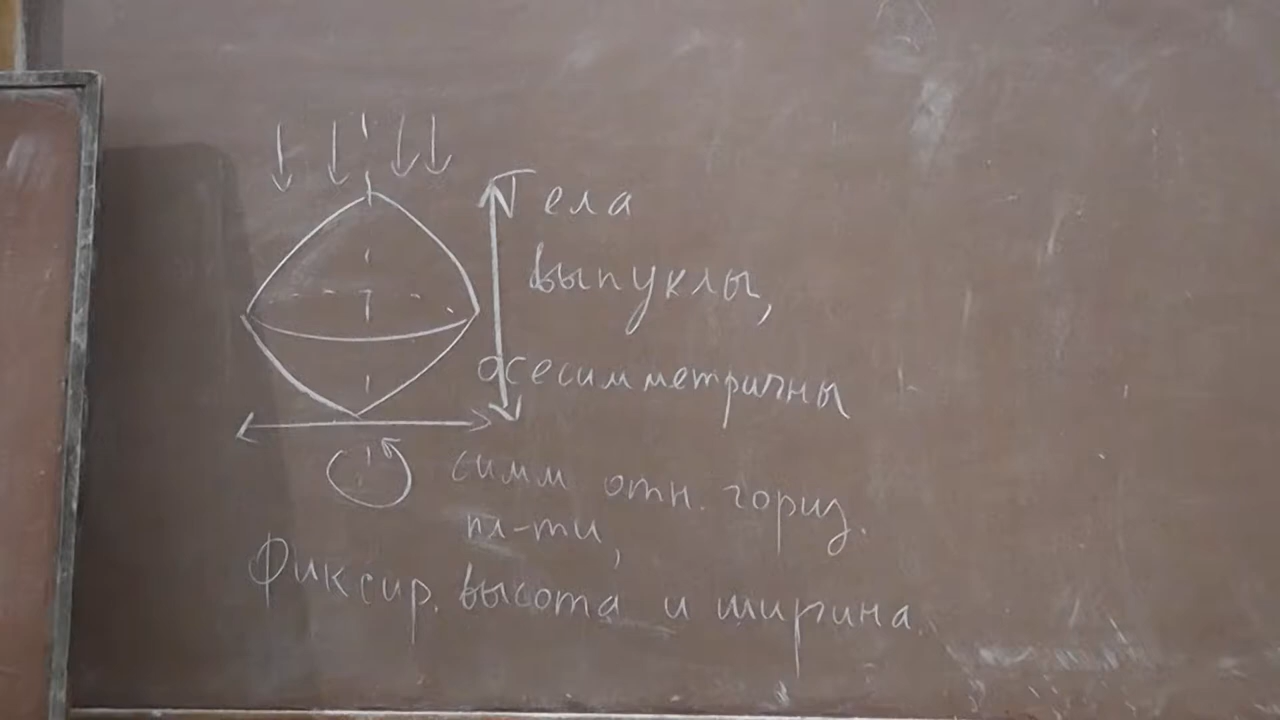 Тела
выпуклы,
осесимметричны
симм отн. гориз.
пл-ти,
Фиксир. высота и ширина.